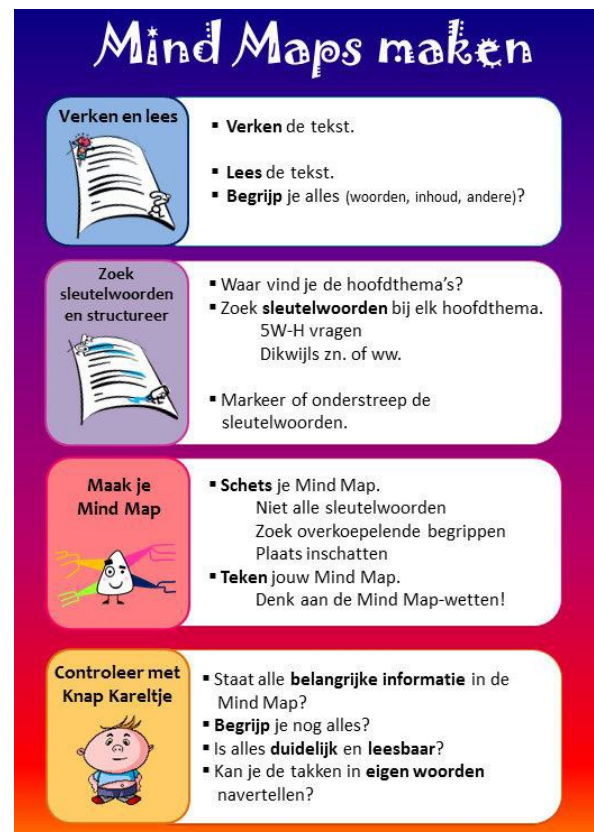 Mind Maps maken
Verken en lees
▪ Verken de tekst.
▪ Lees de tekst.
▪ Begrijp je alles (woorden, inhoud, andere)?
Zoek
sleutelwoorden
en structureer
▪ Waar vind je de hoofdthema's?
▪ Zoek sleutelwoorden bij elk hoofdthema.
5W-H vragen
Dikwijls zn. of ww.
▪ Markeer of onderstreep de
sleutelwoorden.
Maak je
Mind Map
▪ Schets je Mind Map.
Niet alle sleutelwoorden
Zoek overkoepelende begrippen
Plaats inschatten
▪ Teken jouw Mind Map.
Denk aan de Mind Map-wetten!
Controleer met
Knap Kareltje
▪ Staat alle belangrijke informatie in de
Mind Map?
▪ Begrijp je nog alles?
▪ Is alles duidelijk en leesbaar?
▪ Kan je de takken in eigen woorden
navertellen?